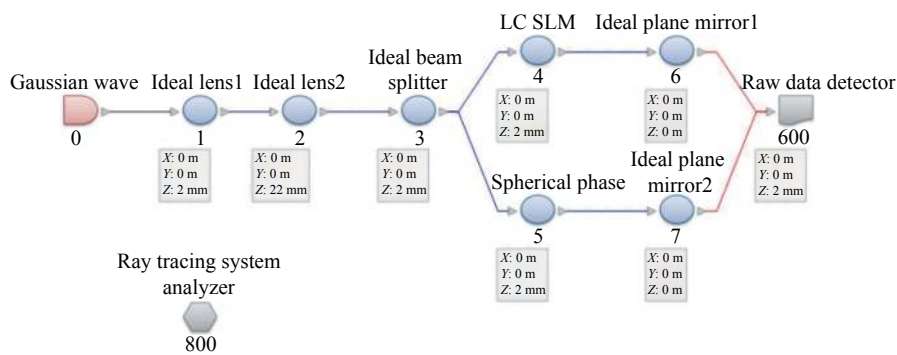 LC SLM
Ideal plane mirror1
Ideal beam
splitter
Gaussian wave
Ideal lens1
Ideal lens2
Raw data detector
4
6
0
1
2
3
600
X: 0 m
Y: 0 m
Z: 2 mm
X: 0 m
Y: 0 m
Z: 0 m
X: 0 m
Y: 0 m
Z: 2 mm
X: 0 m
Y: 0 m
Z: 22 mm
X: 0 m
Y: 0 m
Z: 2 mm
X: 0 m
Y: 0 m
Z: 2 mm
Spherical phase
Ideal plane
mirror2
5
7
X: 0 m
Y: 0 m
Z: 2 mm
X: 0 m
Y: 0 m
Z: 0 m
Ray tracing system
analyzer
800